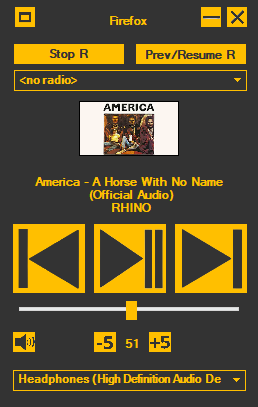 Firefox
Stop R
Prev/Resume R
<no radio>
AMERICA
America - A Horse With No Name
(Official Audio)
RHINO
-5
51
+5
Headphones (High Definition Audio De